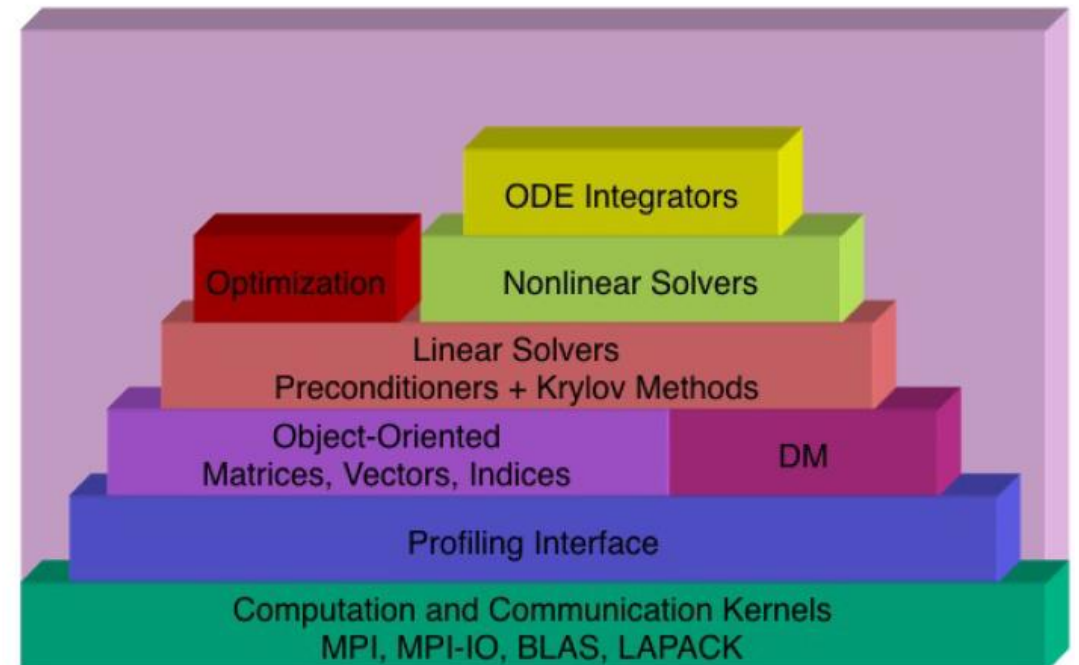 ODE Integrators
Optimization
Nonlinear Solvers
Linear Solvers
Preconditioners + Krylov Methods
Object-Oriented
Matrices, Vectors, Indices
DM
Profiling Interface
Computation and Communication Kernels
MPI, MPI-IO, BLAS, LAPACK